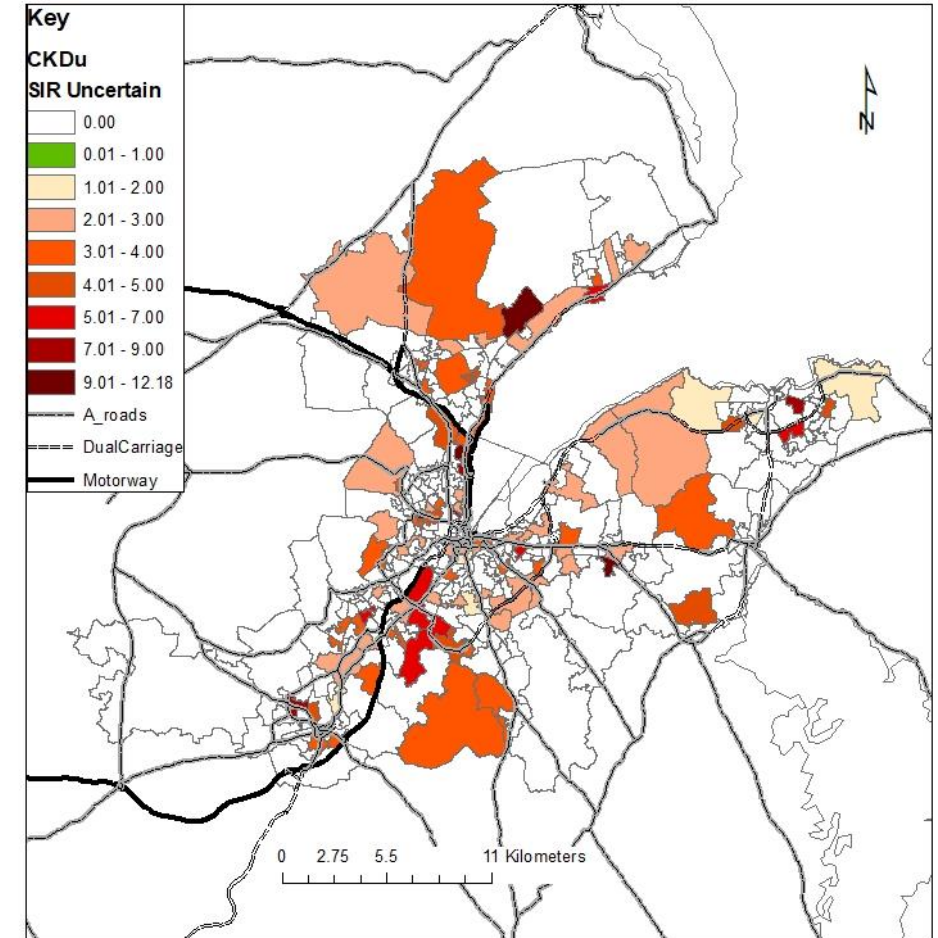 Key
CKDu
SIR Uncertain
0.00
0.01 - 1.00
1.01 - 2.00
2.01 - 3.00
3.01 - 4.00
4.01 - 5.00
5.01 - 7.00
7.01 - 9.00
9.01 - 12.18
A_roads
DualCarriage
Motorway
N
0 2.75 5.5 11 Kilometers